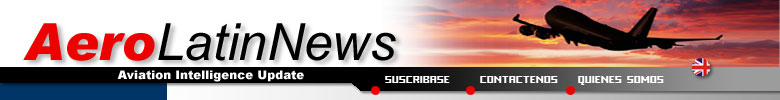 AeroLatinNews
Aviation Intelligence Update
SUSCRIBASE CONTACTENOS QUIENES SOMOS